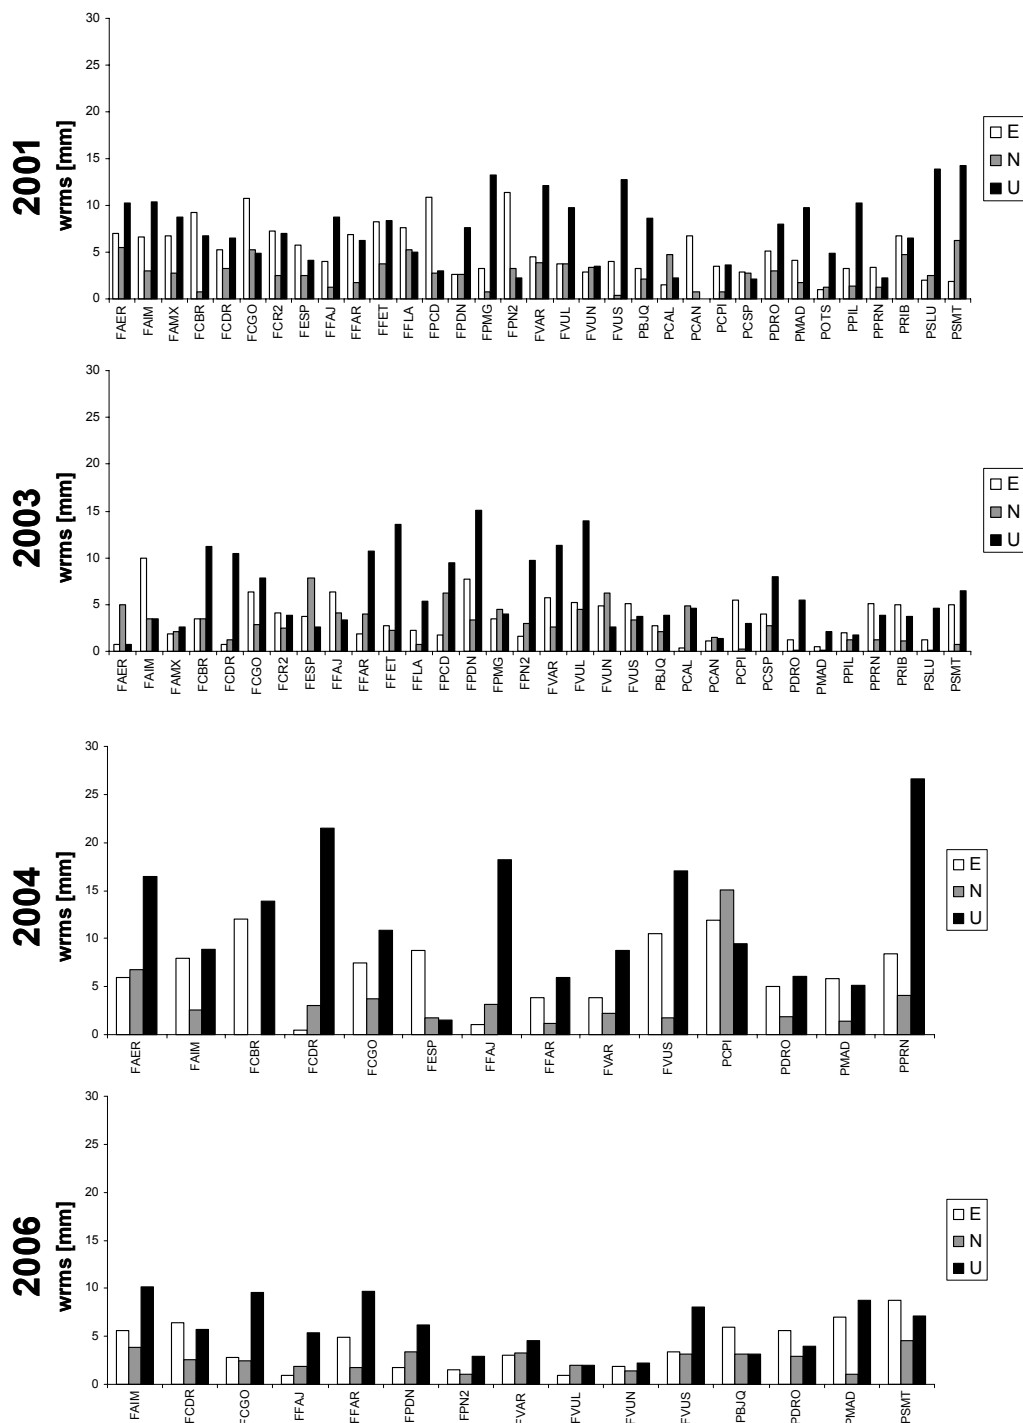 2001
wrms [mm]
30
25
20
15
10
5
0
FAER FAIM FAMX FCBR FCDR FCGO FCR2 FESP FFAJ FFAR FFET FFLA FPCD FPDN FPMG FPN2 FVAR FVUL FVUN FVUS PBJQ PCAL PCAN PCPI PCSP PDRO PMAD POTS PPIL PPRN PRIB PSLU PSMT
E
N
U
2003
wrms [mm]
30
25
20
15
10
5
0
FAER FAIM FAMX FCBR FCDR FCGO FCR2 FESP FFAJ FFAR FFET FFLA FPCD FPDN FPMG FPN2 FVAR FVUL FVUN FVUS PBJQ PCAL PCAN PCPI PCSP PDRO PMAD PPIL PPRN PRIB PSLU PSMT
E
N
U
2004
wrms [mm]
30
25
20
15
10
5
0
FAER FAIM FCBR FCDR FCGO FESP FFAJ FFAR FVAR FVUS PCPI PDRO PMAD PPRN
E
N
U
2006
wrms [mm]
30
25
20
15
10
5
0
FAIM FCDR FCGO FFAJ FFAR FPDN FPN2 FVAR FVUL FVUN FVUS PBJQ PDRO PMAD PSMT
E
N
U